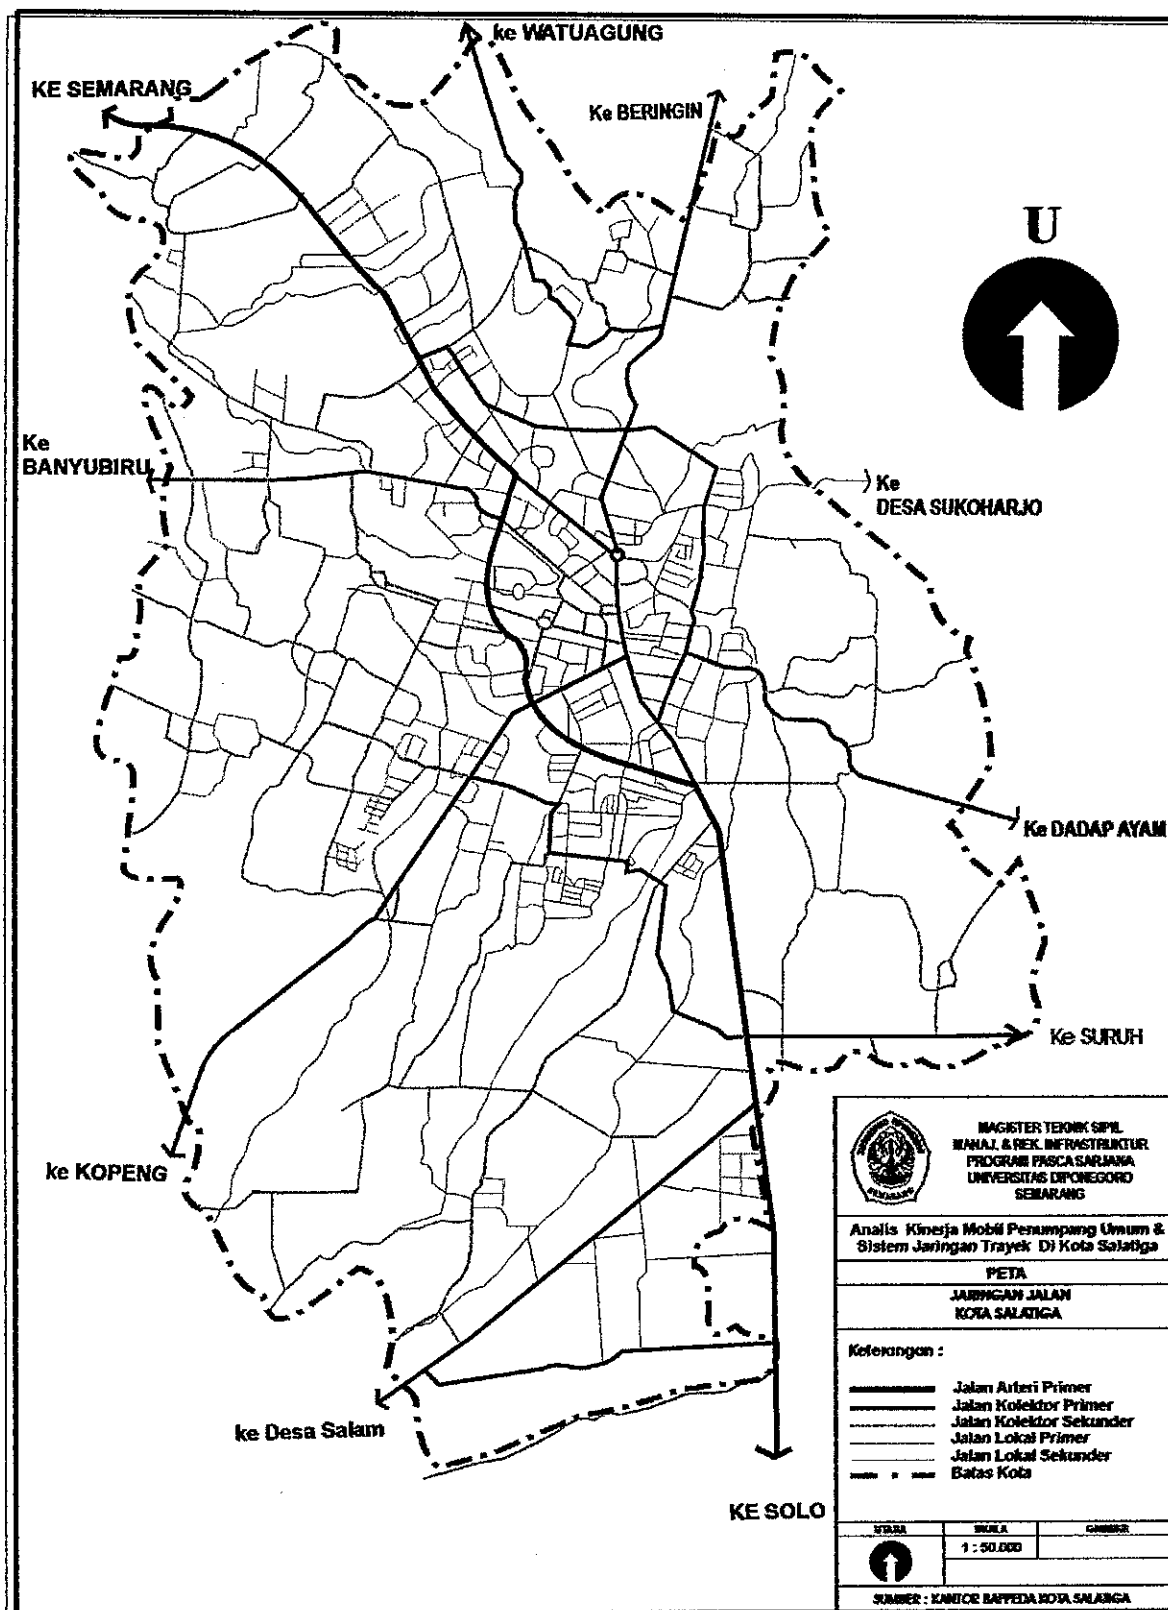 ke WATUAGUNG
KE SEMARANG
Ke BERINGIN
U
Ke
BANYUBIRU
Ke
DESA SUKOHARJO
Ke DADAP AYAM
Ke SURUH
ke KOPENG
ke Desa Salam
KE SOLO
MAGISTER TEKNIK SIPIL
MANAJ. & REK. INFRASTRUKTUR
PROGRAM PASCA SARJANA
UNIVERSITAS DIPONEGORO
SEMARANG
Analis Kinerja Mobil Penumpang Umum &
Sistem Jaringan Trayek Di Kota Salatiga
PETA
JARINGAN JALAN
KOTA SALATIGA
Keterangan :
Jalan Arteri Primer
Jalan Kolektor Primer
Jalan Kolektor Sekunder
Jalan Lokal Primer
Jalan Lokal Sekunder
Batas Kota
UTARA SKALA GAMBAR
1 : 50.000
SUMBER : KANTOR BAPPEDA KOTA SALATIGA